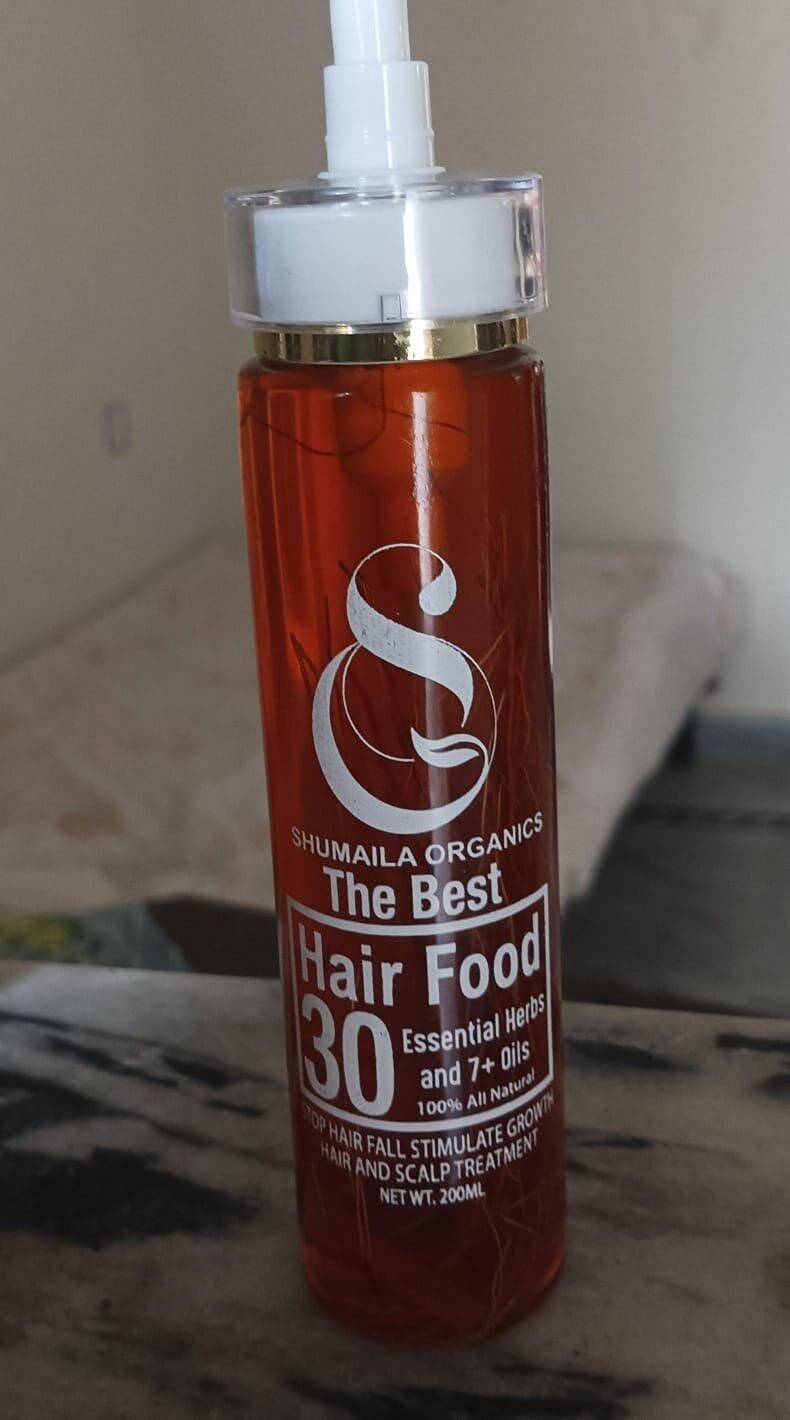 SHUMAILA ORGANICS
The Best
Hair Food
30
Essential Herbs
and 7+ Oils
100% All Natural
STOP HAIR FALL STIMULATE GROWTH
HAIR AND SCALP TREATMENT
NET WT. 200ML